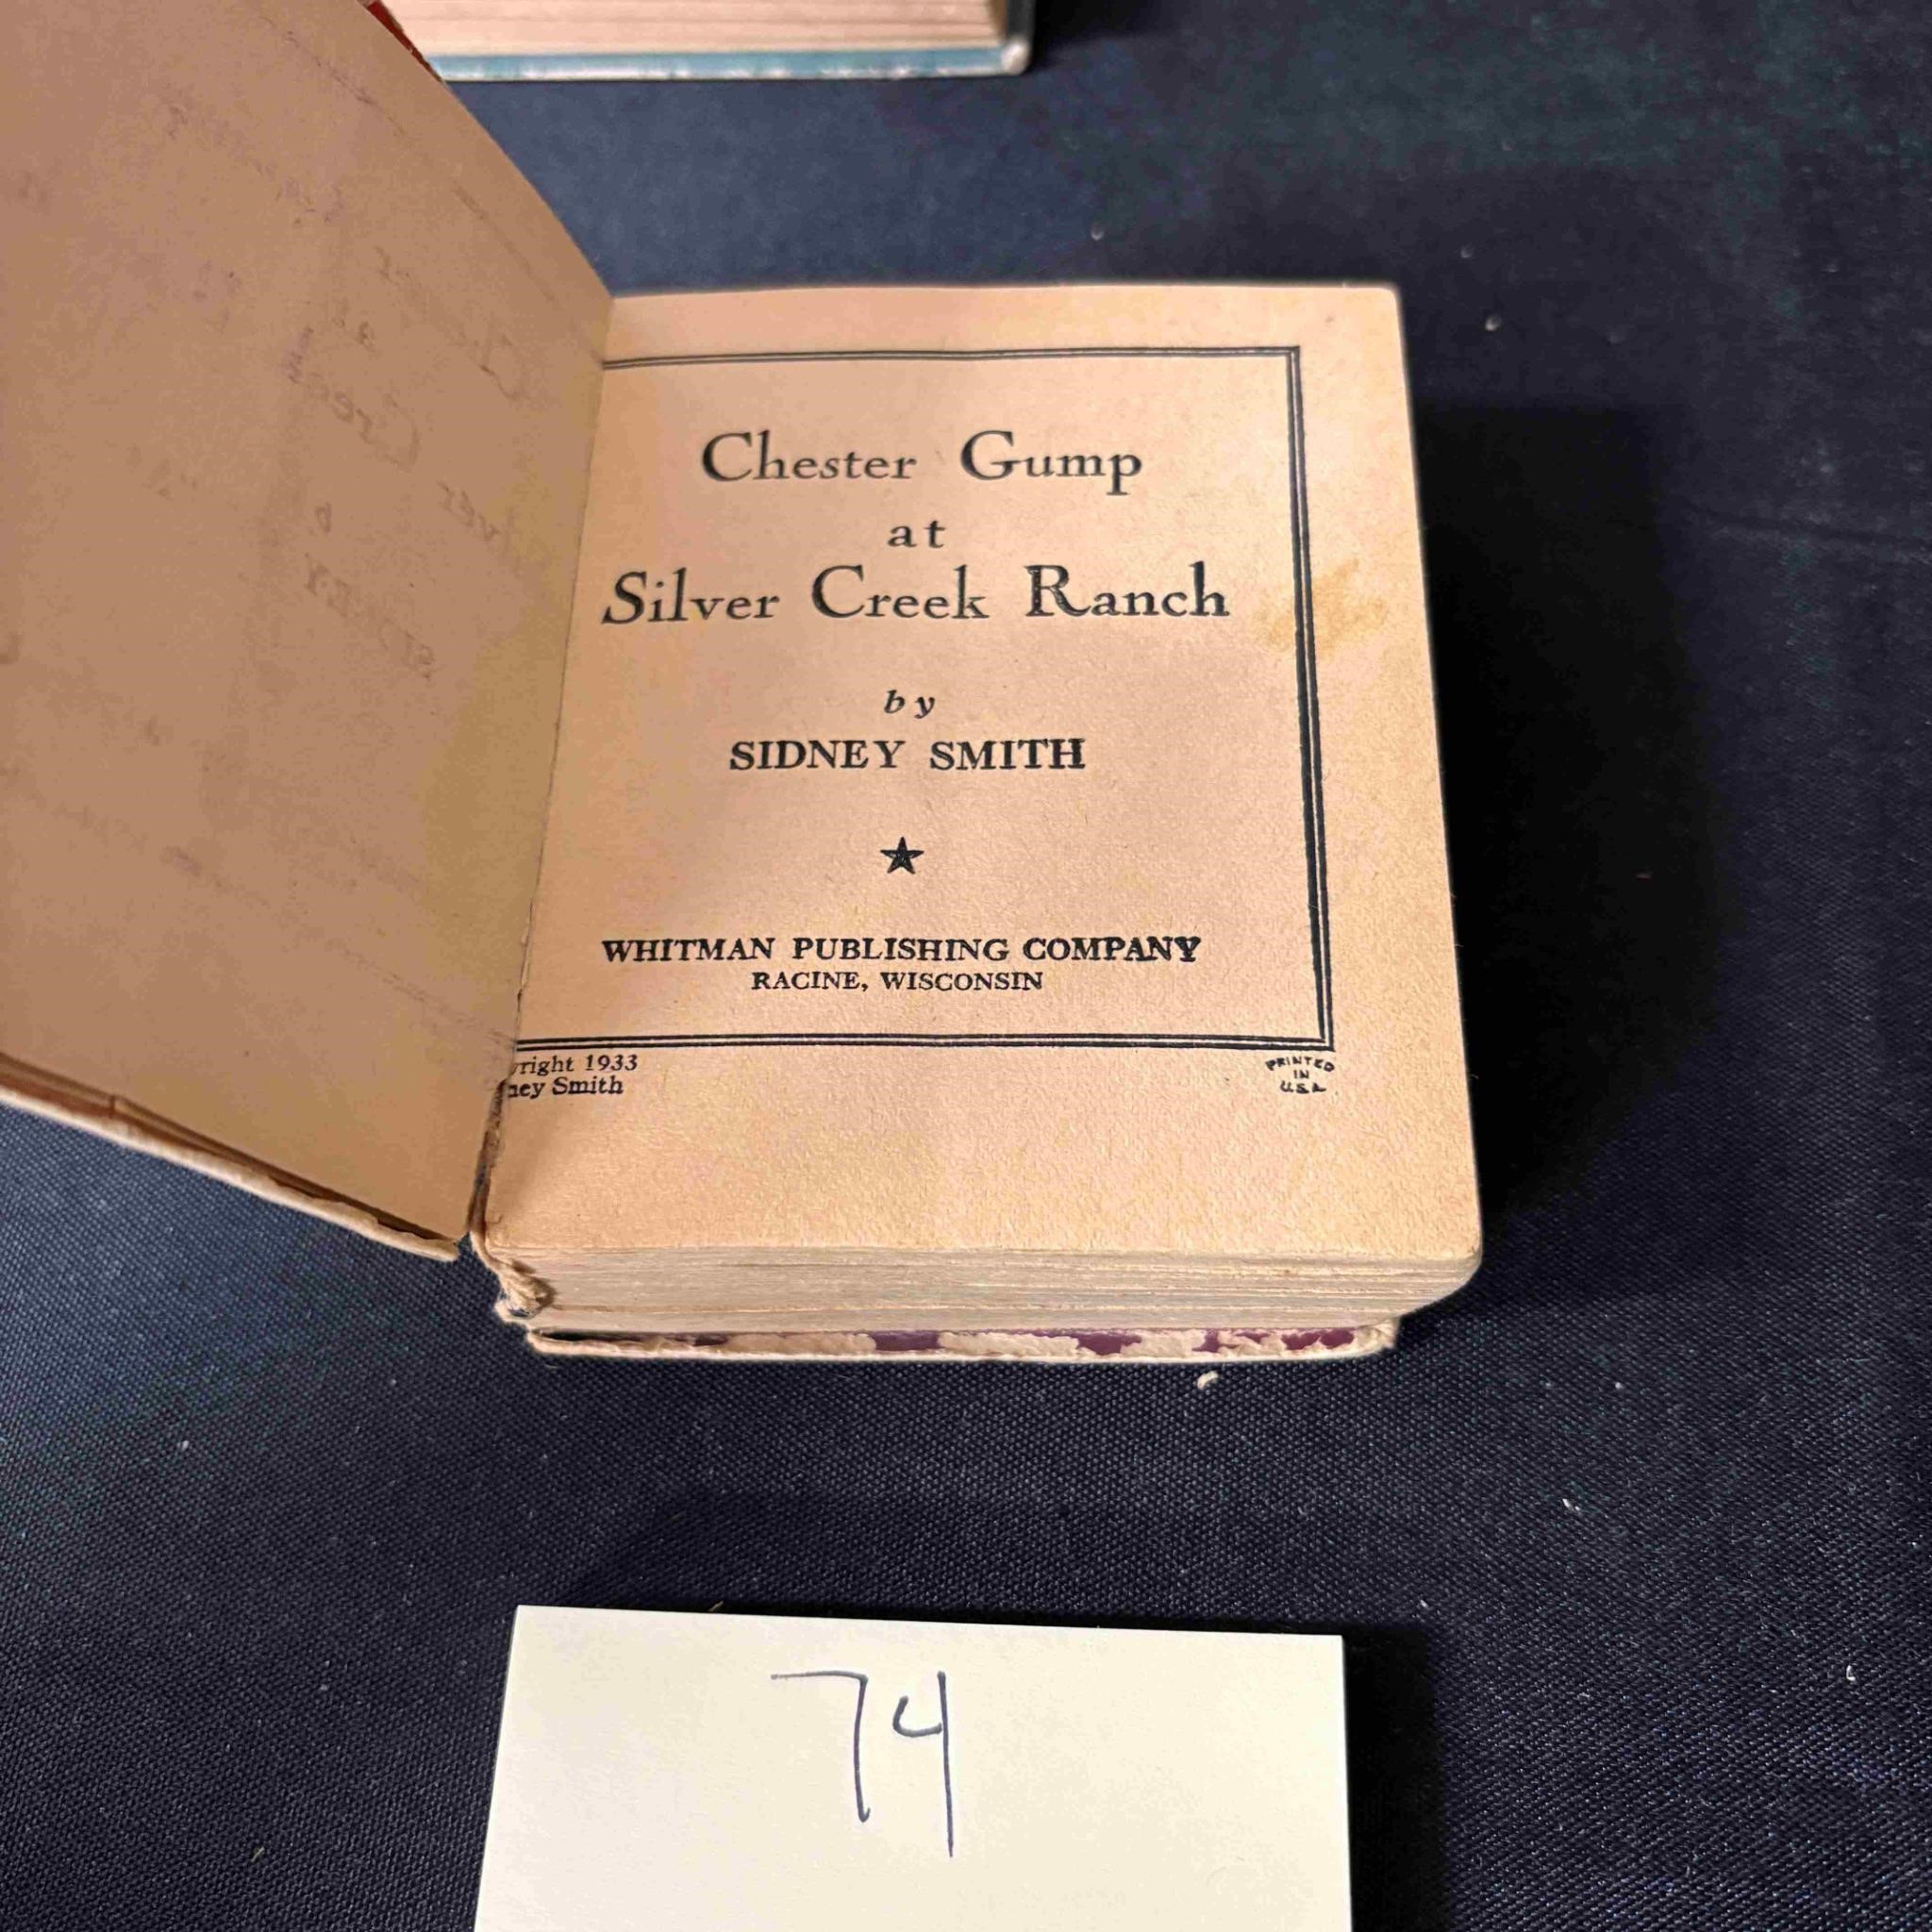 Chester Gump
at
Silver Creek Ranch
by
SIDNEY SMITH
WHITMAN PUBLISHING COMPANY
RACINE, WISCONSIN
right 1933
ney Smith
PRINTED
IN
U.S.A.
74